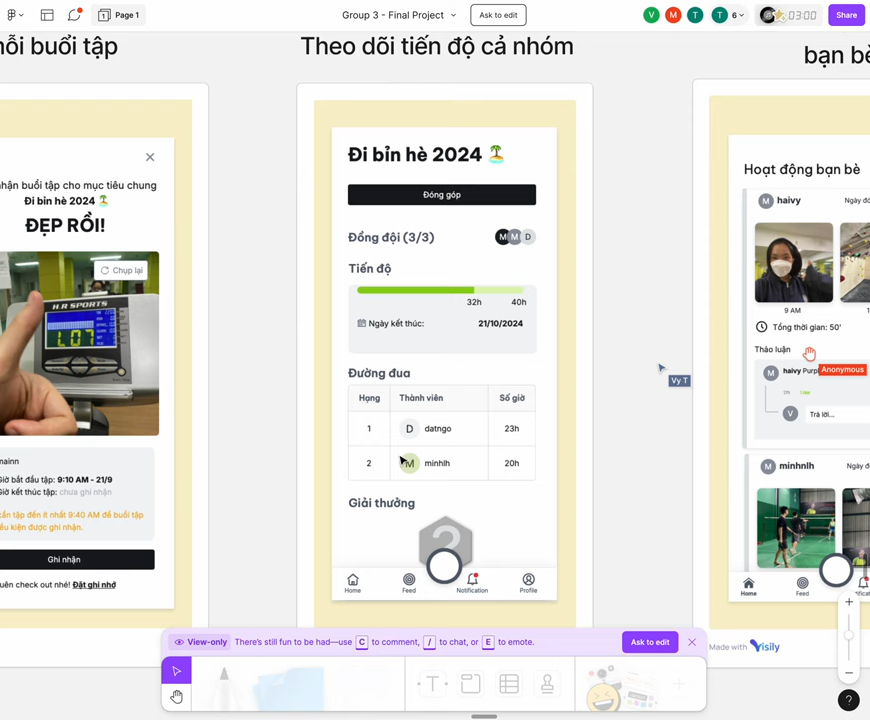 Page 1
Group 3 - Final Project
Ask to edit
V
M
T
T
6
03:00
Share
ỗi buổi tập
Theo dõi tiến độ cả nhóm
bạn bè
nhận buổi tập cho mục tiêu chung
Đi bỉn hè 2024 🏝️
ĐẸP RỒI!
Chụp lại
H.R SPORTS
1.07
mainn
Giờ bắt đầu tập: 9:10 AM - 21/9
Giờ kết thúc tập: chưa ghi nhận
cần tập đến ít nhất 9:40 AM để buổi tập
iều kiện được ghi nhận.
Ghi nhận
quên check out nhé! Đặt ghi nhớ
Đi bỉn hè 2024 🏝️
Đóng góp
Đồng đội (3/3)
M
M
D
Tiến độ
32h
40h
Ngày kết thúc:
21/10/2024
Đường đua
Hạng
Thành viên
Số giờ
1
D
datngo
23h
2
M
minhlh
20h
Giải thưởng
?
Home
Feed
Notification
Profile
Vy T
Hoạt động bạn bè
M
haivy
Ngày đó
9 AM
Tổng thời gian: 50'
Thảo luận
Anonymous
M
haivy
V
Trả lời...
M
minhnlh
Ngày đ
Home
Feed
Made with Visily
View-only
There's still fun to be had—use C to comment, / to chat, or E to emote.
Ask to edit
T
?